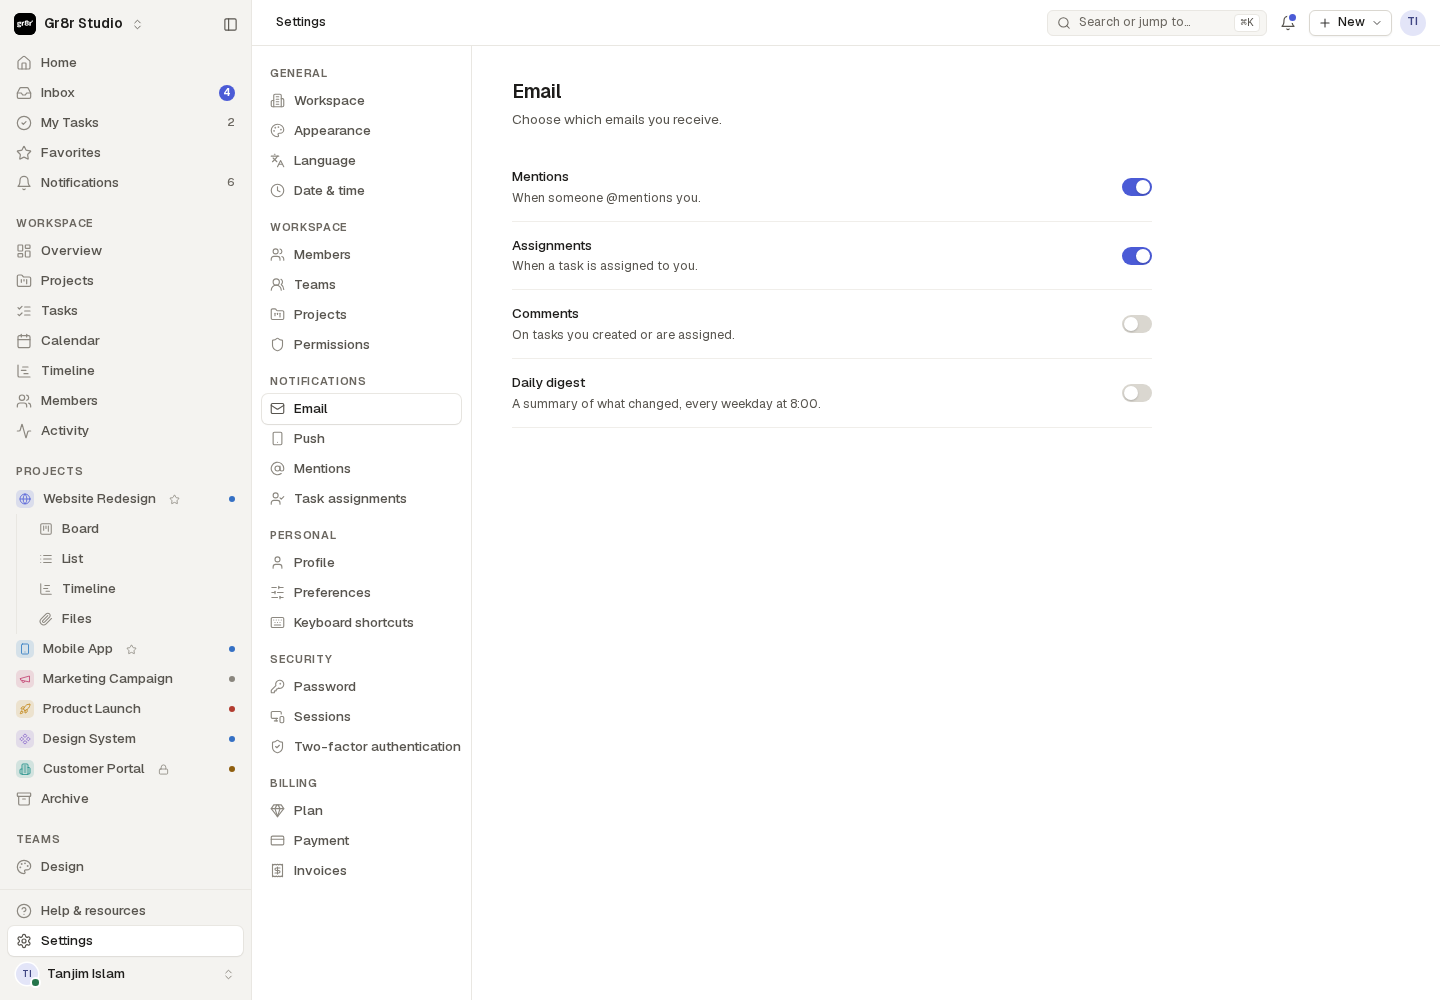 gr8r
Gr8r Studio
Home
Inbox
4
My Tasks
2
Favorites
Notifications
6
WORKSPACE
Overview
Projects
Tasks
Calendar
Timeline
Members
Activity
PROJECTS
Website Redesign
Board
List
Timeline
Files
Mobile App
Marketing Campaign
Product Launch
Design System
Customer Portal
Archive
TEAMS
Design
Help & resources
Settings
TI
Tanjim Islam
Settings
Search or jump to...
⌘K
New
TI
GENERAL
Workspace
Appearance
Language
Date & time
WORKSPACE
Members
Teams
Projects
Permissions
NOTIFICATIONS
Email
Push
Mentions
Task assignments
PERSONAL
Profile
Preferences
Keyboard shortcuts
SECURITY
Password
Sessions
Two-factor authentication
BILLING
Plan
Payment
Invoices
Email
Choose which emails you receive.
Mentions
When someone @mentions you.
Assignments
When a task is assigned to you.
Comments
On tasks you created or are assigned.
Daily digest
A summary of what changed, every weekday at 8:00.